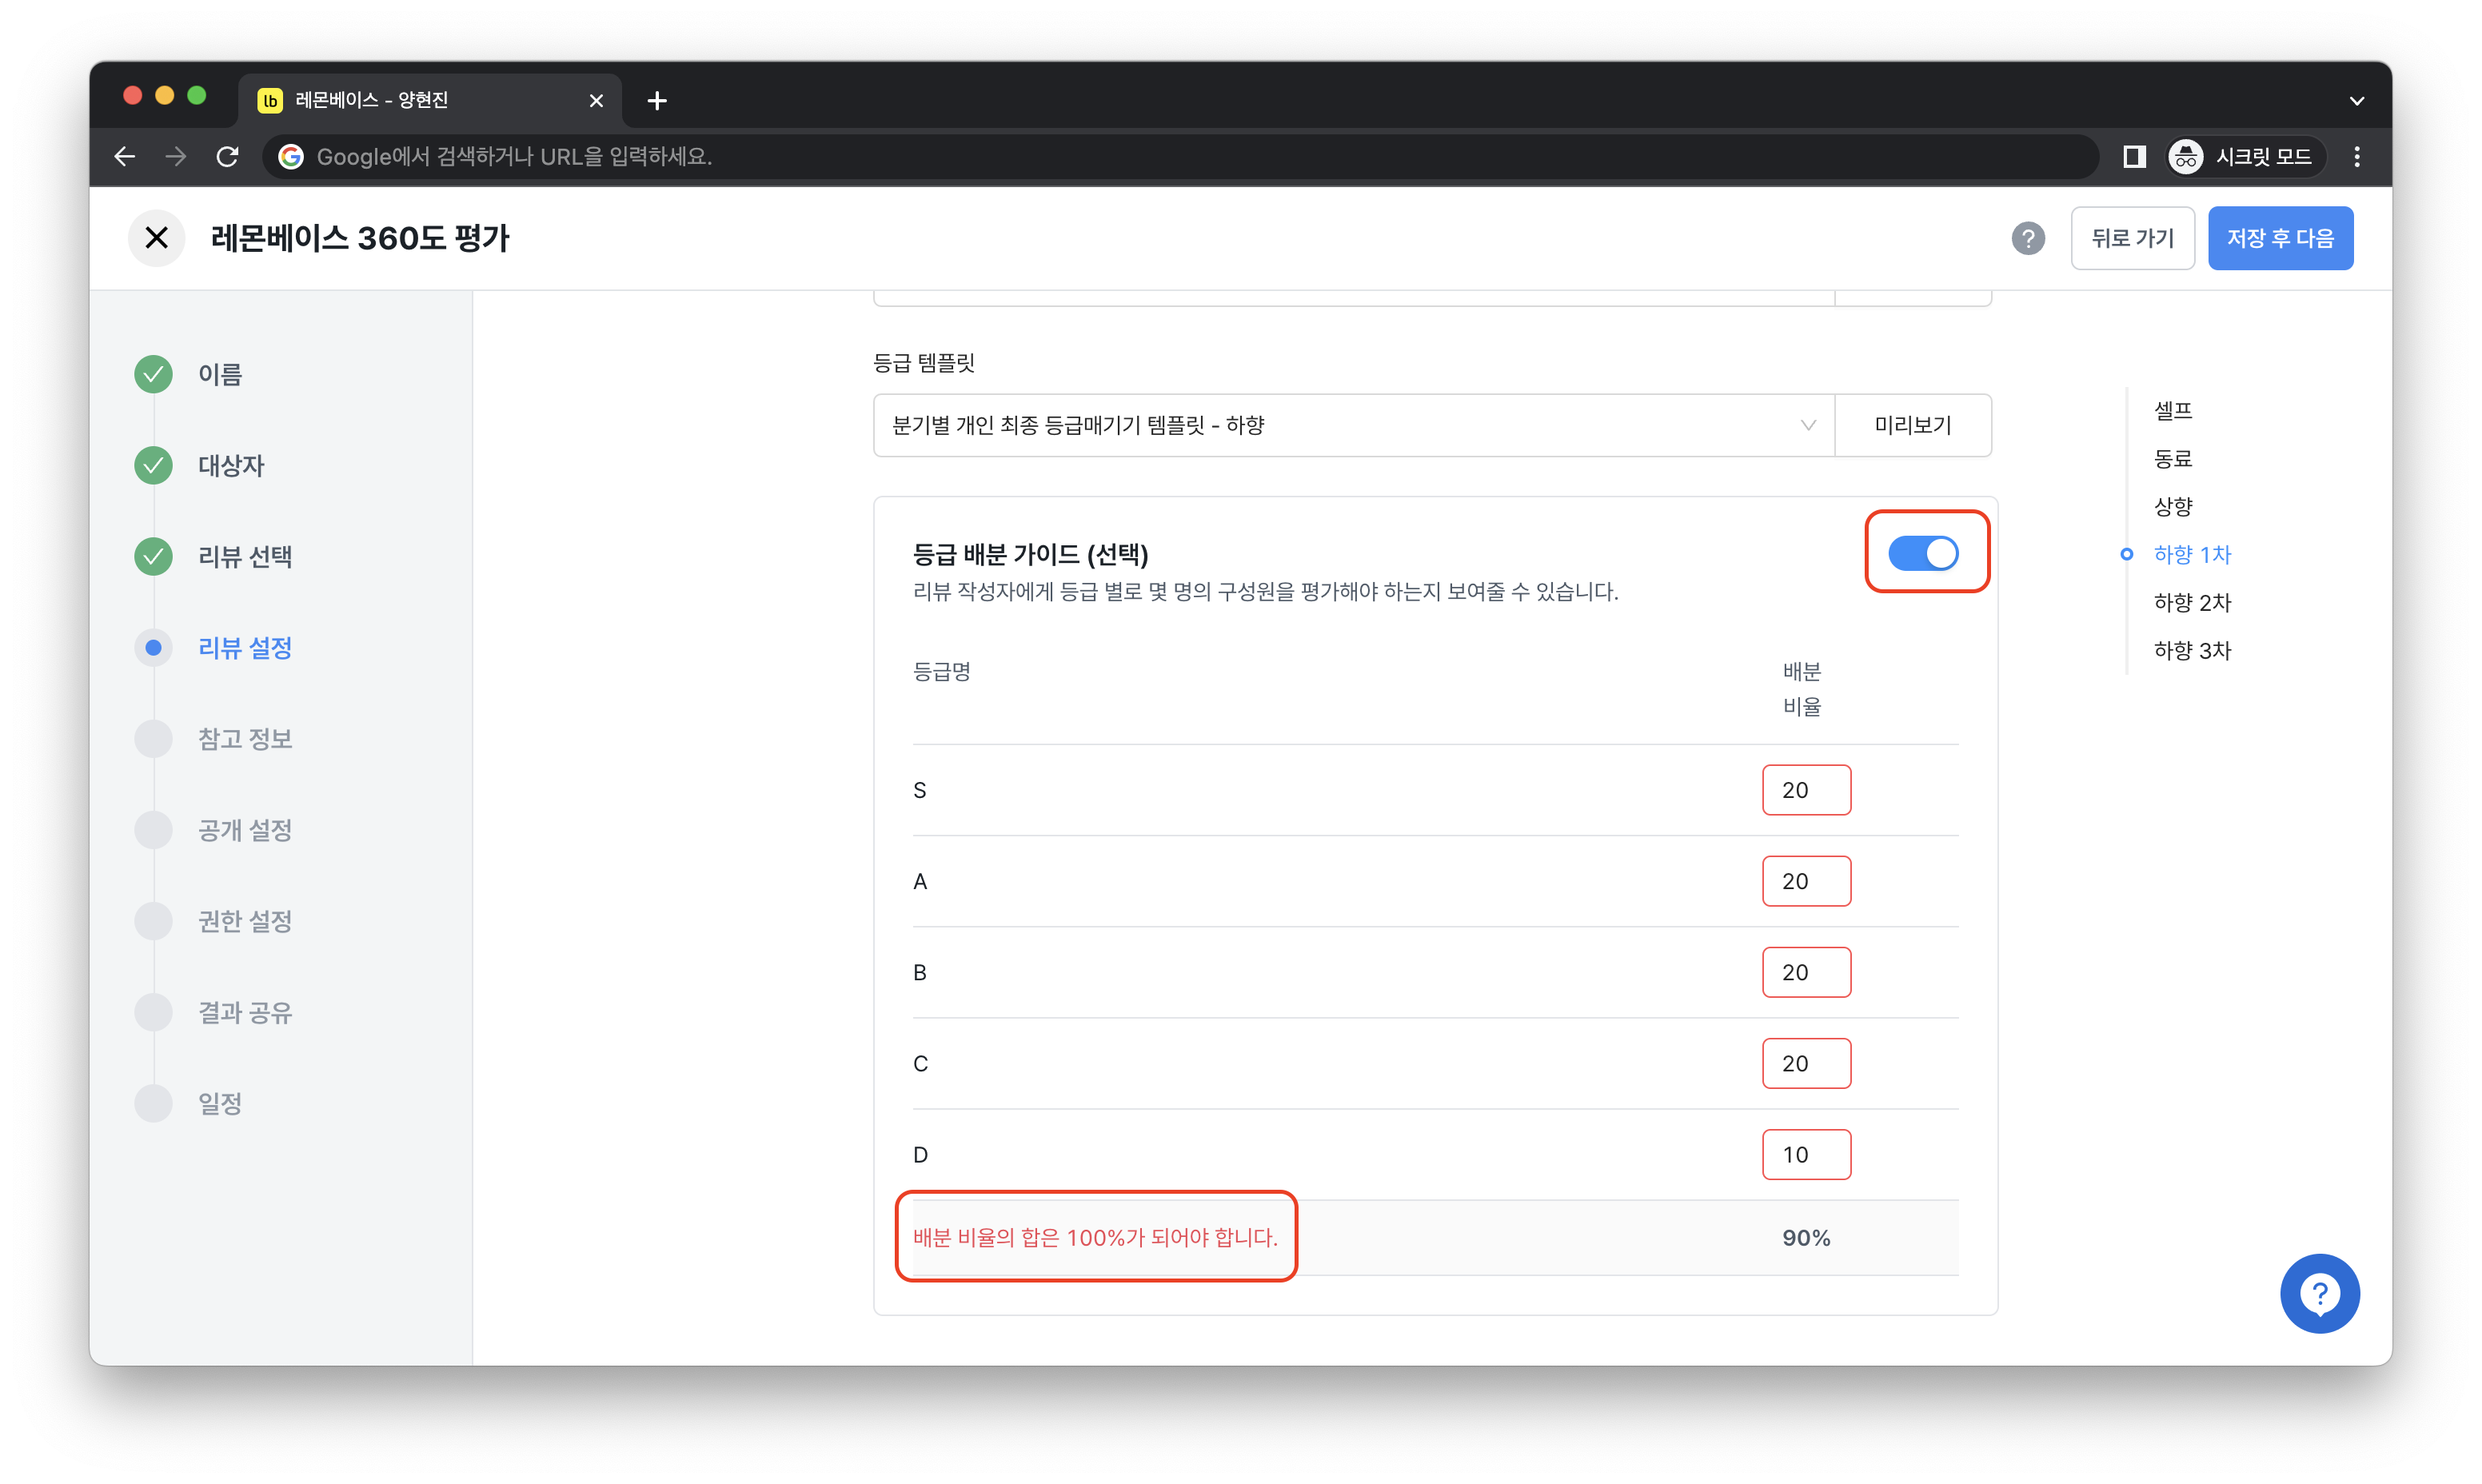 lb 레몬베이스 - 양현진
Google에서 검색하거나 URL을 입력하세요.
시크릿 모드
레몬베이스 360도 평가
?
뒤로 가기
저장 후 다음
이름
대상자
리뷰 선택
리뷰 설정
참고 정보
공개 설정
권한 설정
결과 공유
일정
등급 템플릿
분기별 개인 최종 등급매기기 템플릿 - 하향
미리보기
등급 배분 가이드 (선택)
리뷰 작성자에게 등급 별로 몇 명의 구성원을 평가해야 하는지 보여줄 수 있습니다.
등급명
배분
비율
S 20
A 20
B 20
C 20
D 10
배분 비율의 합은 100%가 되어야 합니다. 90%
셀프
동료
상향
하향 1차
하향 2차
하향 3차
?